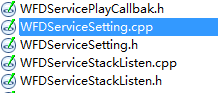 WFDServicePlayCallbak.h
WFDServiceSetting.cpp
WFDServiceSetting.h
WFDServiceStackListen.cpp
WFDServiceStackListen.h